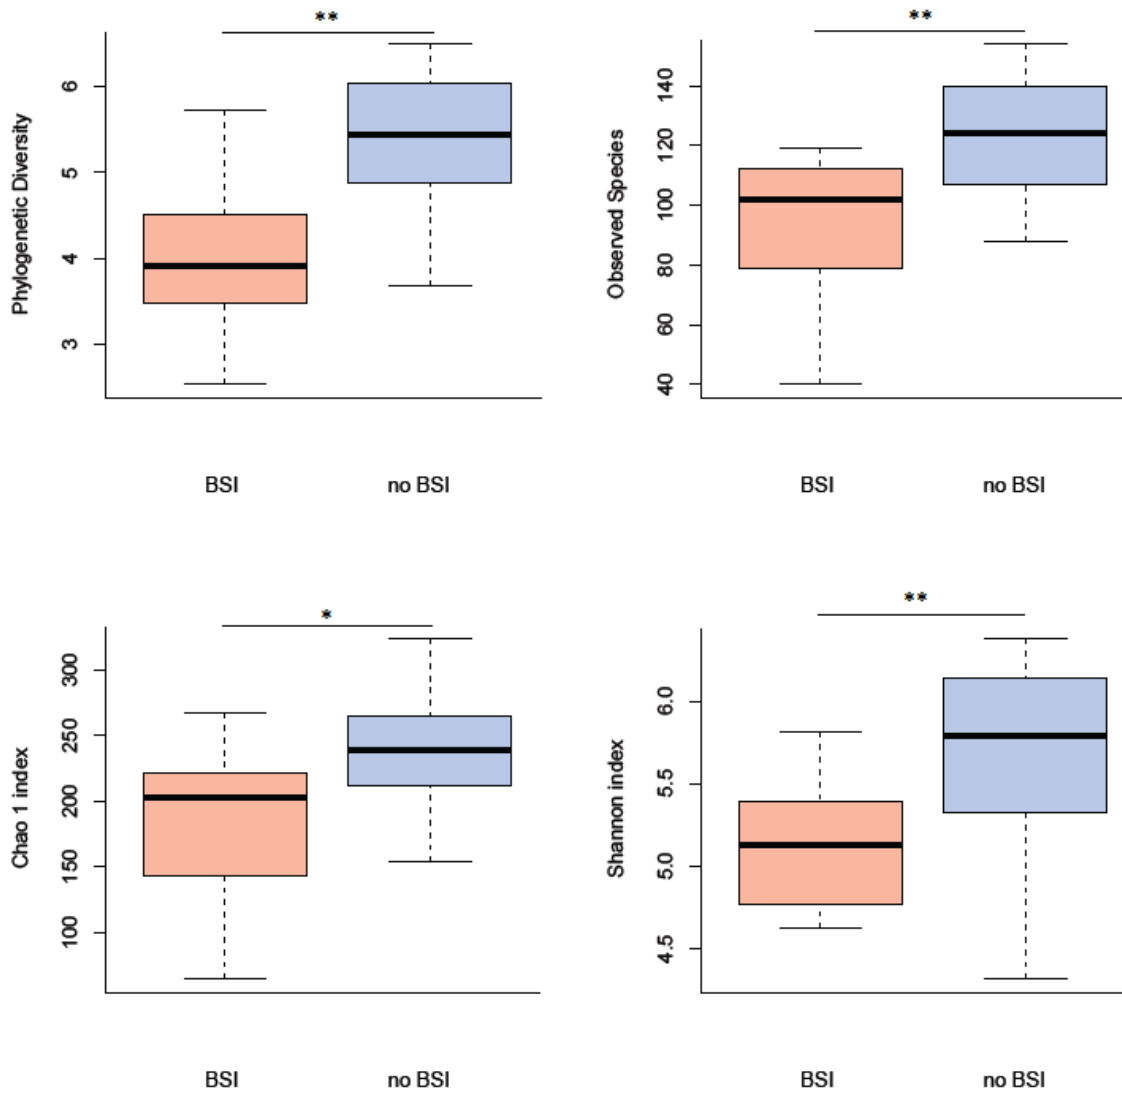 **
Phylogenetic Diversity
6
5
4
3
BSI
no BSI
**
Observed Species
140
120
100
80
60
40
BSI
no BSI
*
Chao 1 index
300
250
200
150
100
BSI
no BSI
**
Shannon index
6.0
5.5
5.0
4.5
BSI
no BSI